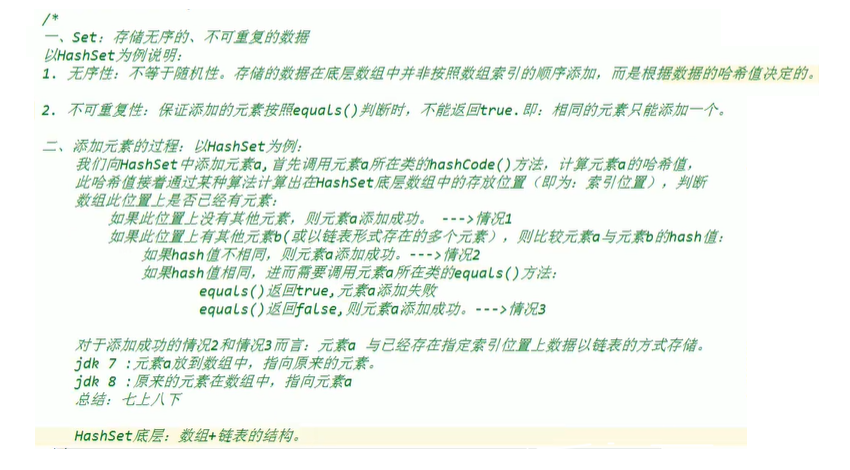 /*
一、Set: 存储无序的、不可重复的数据
以HashSet为例说明:
1. 无序性: 不等于随机性。存储的数据在底层数组中并非按照数组索引的顺序添加，而是根据数据的哈希值决定的。
2. 不可重复性: 保证添加的元素按照equals()判断时，不能返回true.即: 相同的元素只能添加一个。
二、添加元素的过程: 以HashSet为例:
我们向HashSet中添加元素a,首先调用元素a所在类的hashCode()方法，计算元素a的哈希值，
此哈希值接着通过某种算法计算出在HashSet底层数组中的存放位置（即为: 索引位置），判断
数组此位置上是否已经有元素:
如果此位置上没有其他元素，则元素a添加成功。 --->情况1
如果此位置上有其他元素b(或以链表形式存在的多个元素），则比较元素a与元素b的hash值:
如果hash值不相同，则元素a添加成功。--->情况2
如果hash值相同，进而需要调用元素a所在类的equals()方法:
equals()返回true,元素a添加失败
equals()返回false,则元素a添加成功。--->情况3
对于添加成功的情况2和情况3而言: 元素a 与已经存在指定索引位置上数据以链表的方式存储。
jdk 7 :元素a放到数组中，指向原来的元素。
jdk 8 :原来的元素在数组中，指向元素a
总结: 七上八下
HashSet底层: 数组+链表的结构。